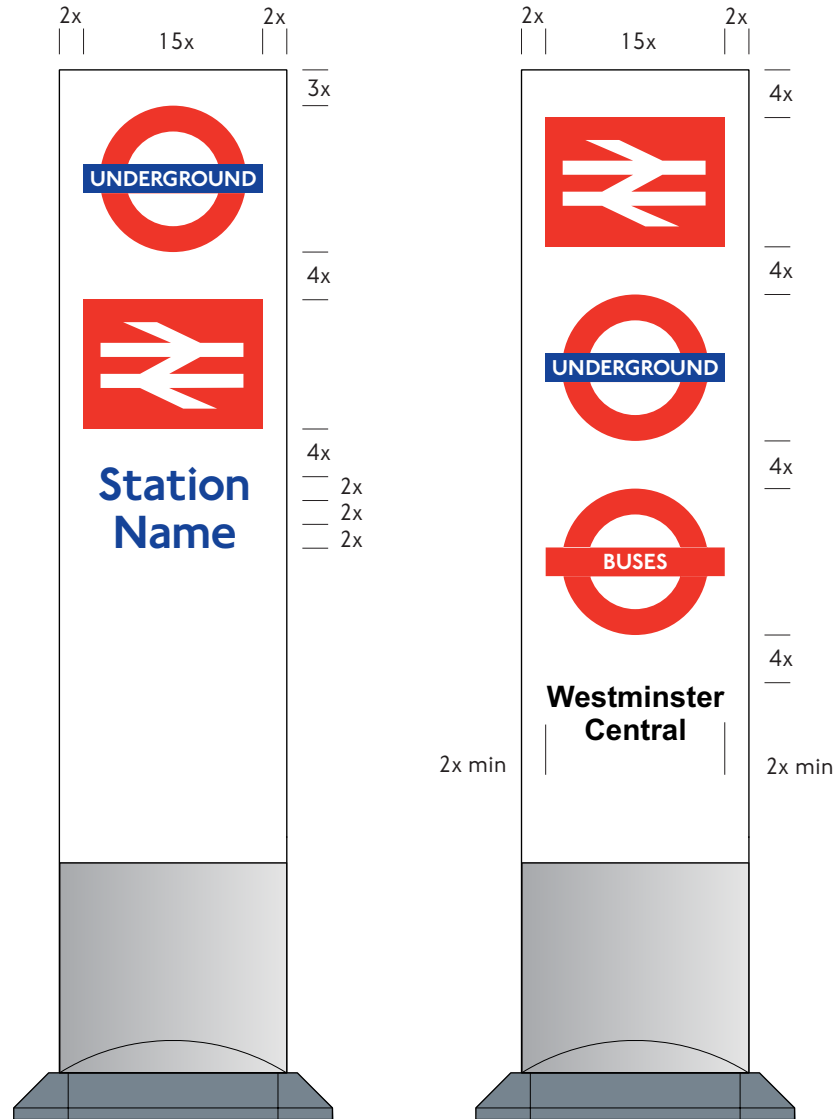 2x
2x
15x
3x
UNDERGROUND
4x
4x
Station
Name
2x
2x
2x
2x
2x
15x
4x
4x
UNDERGROUND
4x
BUSES
4x
Westminster
Central
2x min
2x min